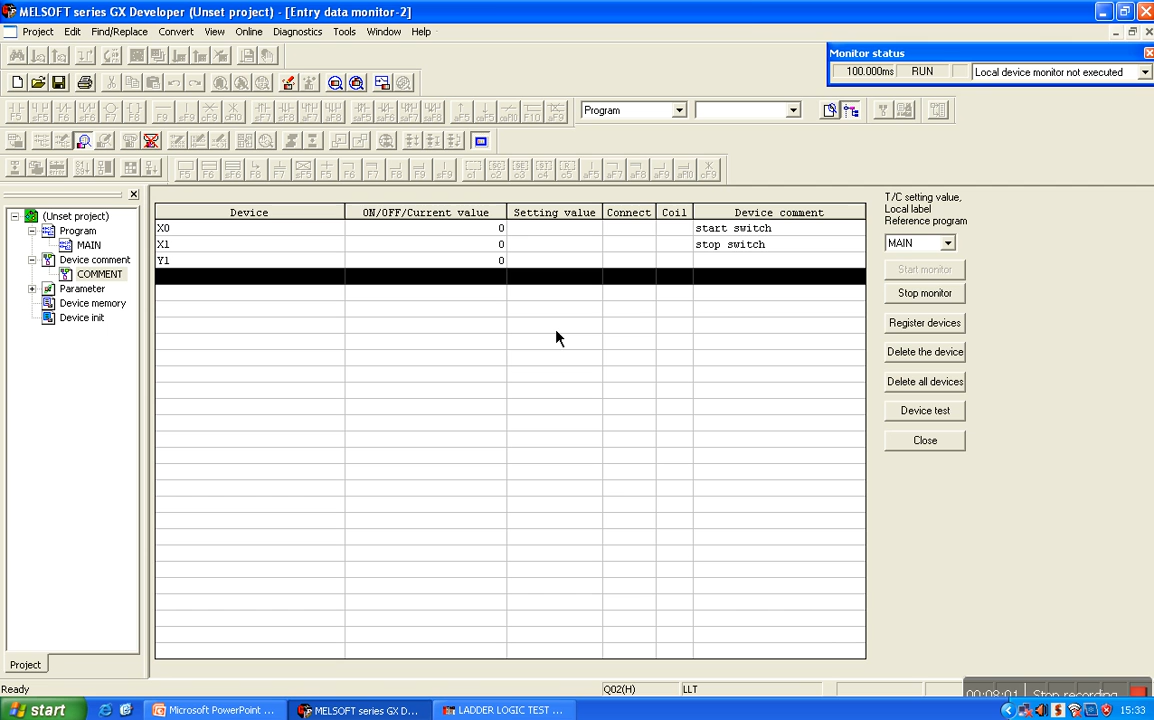 MELSOFT series GX Developer (Unset project) - [Entry data monitor-2]
Project Edit Find/Replace Convert View Online Diagnostics Tools Window Help
Monitor status
100.000ms RUN Local device monitor not executed
Program
(Unset project)
Program
MAIN
Device comment
COMMENT
Parameter
Device memory
Device init
Project
Device ON/OFF/Current value Setting value Connect Coil Device comment
X0 0 start switch
X1 0 stop switch
Y1 0
T/C setting value,
Local label
Reference program
MAIN
Start monitor
Stop monitor
Register devices
Delete the device
Delete all devices
Device test
Close
Ready Q02(H) LLT
00:08:01 Stop recording
start Microsoft PowerPoint ... MELSOFT series GX D... LADDER LOGIC TEST ... 15:33